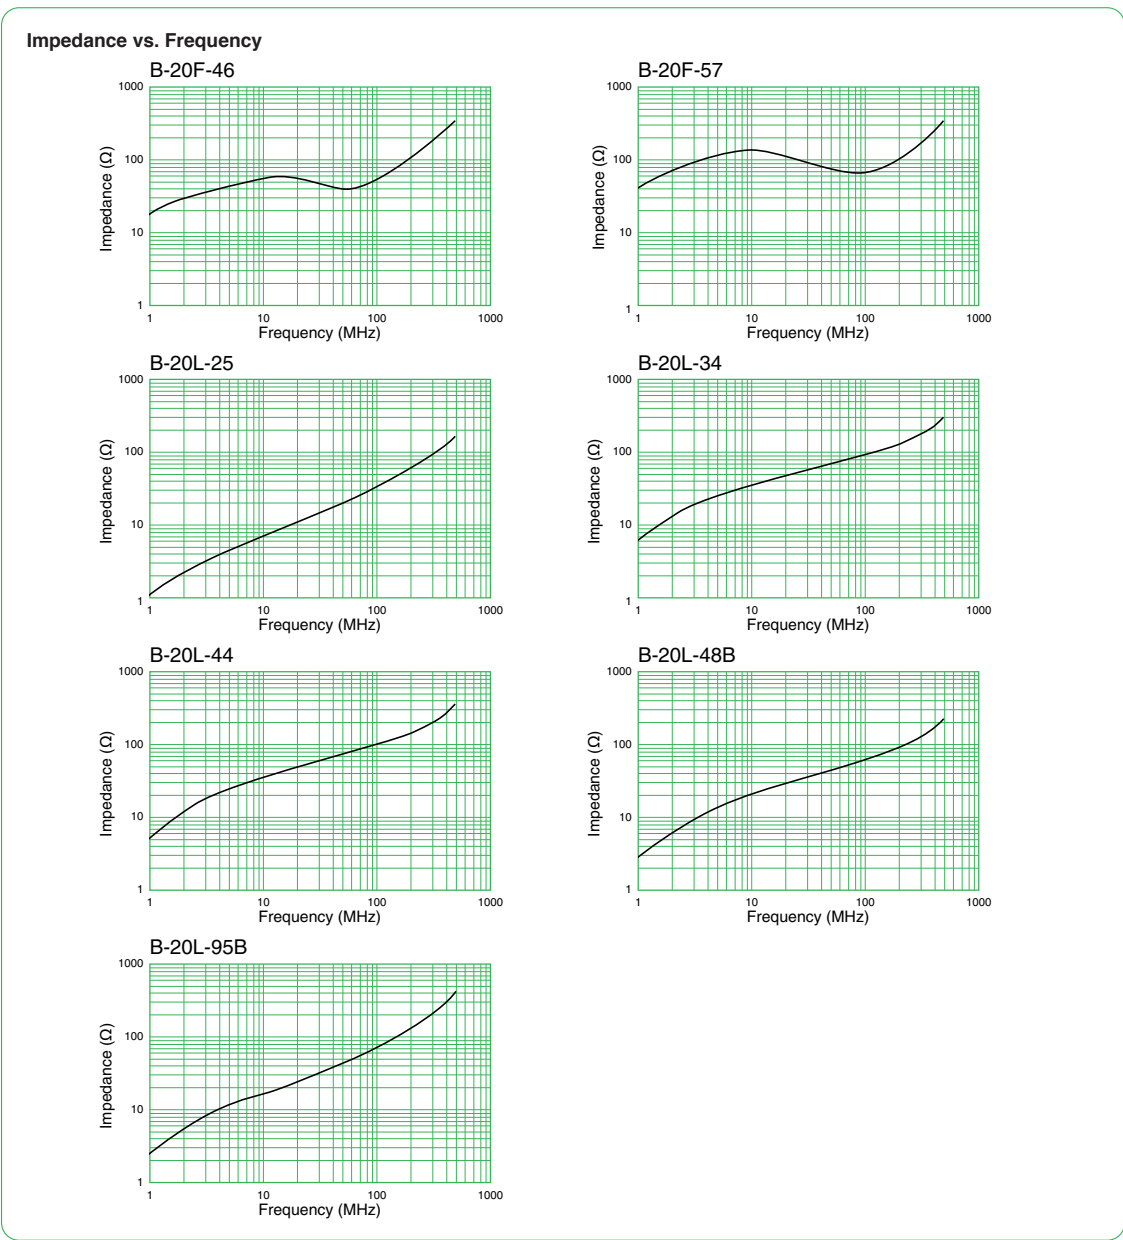 Impedance vs. Frequency
B-20F-46
1000
100
10
1
Impedance (Ω)
1 10 100 1000
Frequency (MHz)
B-20F-57
1000
100
10
1
Impedance (Ω)
1 10 100 1000
Frequency (MHz)
B-20L-25
1000
100
10
1
Impedance (Ω)
1 10 100 1000
Frequency (MHz)
B-20L-34
1000
100
10
1
Impedance (Ω)
1 10 100 1000
Frequency (MHz)
B-20L-44
1000
100
10
1
Impedance (Ω)
1 10 100 1000
Frequency (MHz)
B-20L-48B
1000
100
10
1
Impedance (Ω)
1 10 100 1000
Frequency (MHz)
B-20L-95B
1000
100
10
1
Impedance (Ω)
1 10 100 1000
Frequency (MHz)